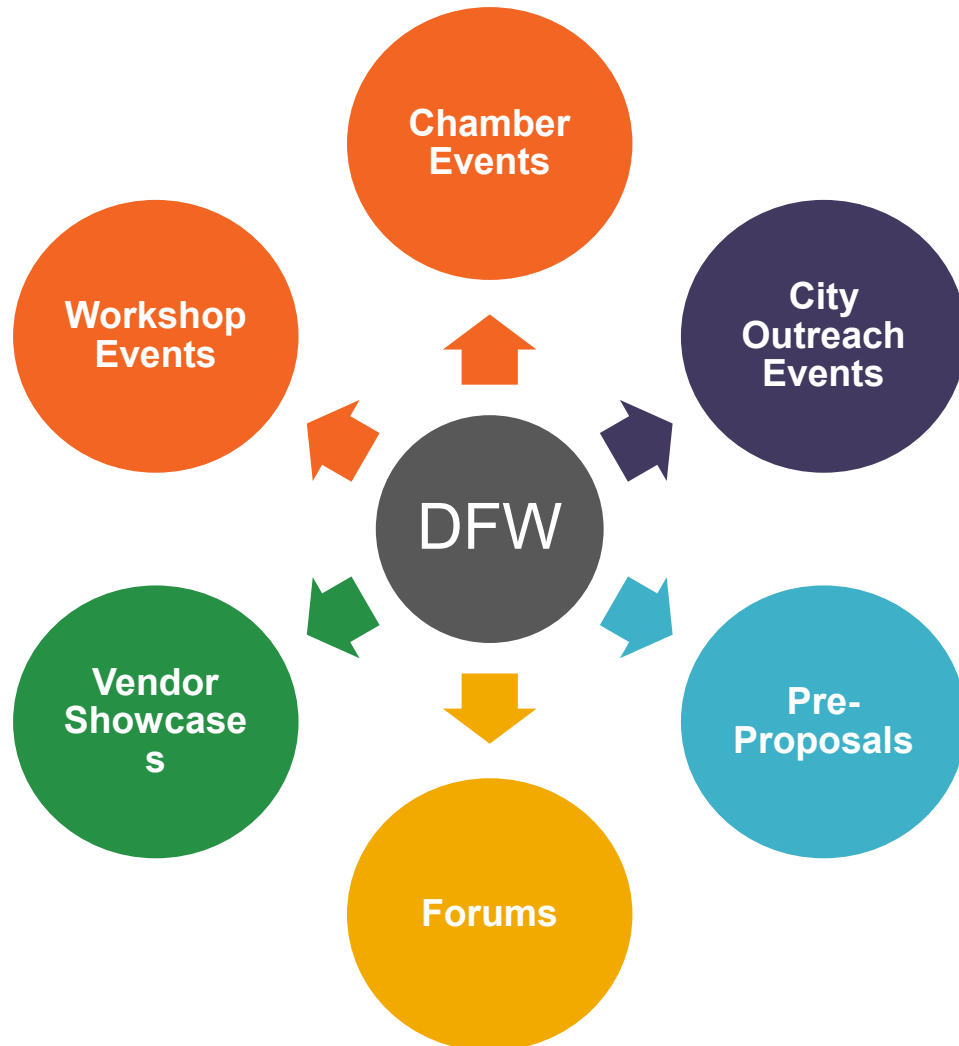 Chamber
Events
City
Outreach
Events
Workshop
Events
DFW
Vendor
Showcase
s
Pre-
Proposals
Forums